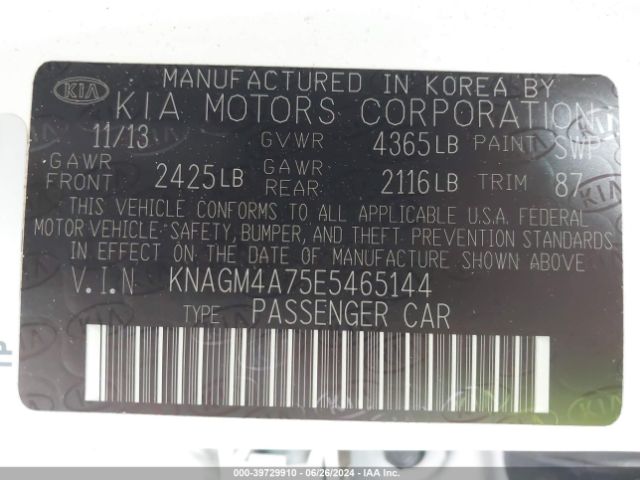 MANUFACTURED IN KOREA BY
KIA KIA MOTORS CORPORATION
11/13 GVWR 4365LB PAINT SWP
GAWR FRONT 2425LB GAWR REAR 2116LB TRIM 87
THIS VEHICLE CONFORMS TO ALL APPLICABLE U.S.A. FEDERAL
MOTOR VEHICLE, SAFETY, BUMPER, AND THEFT PREVENTION STANDARDS
IN EFFECT ON THE DATE OF MANUFACTURE SHOWN ABOVE
V.I.N KNAGM4A75E5465144
TYPE PASSENGER CAR
000-39729910 - 06/26/2024 - IAAI.COM